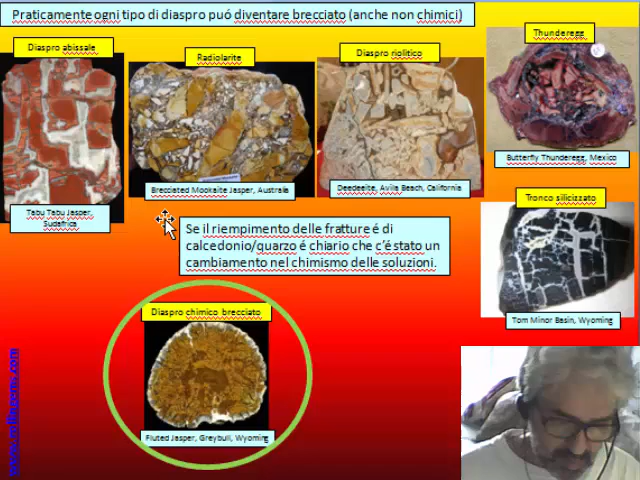 Praticamente ogni tipo di diaspro puó diventare brecciato (anche non chimici)
Diaspro abissale
Radiolarite
Diaspro riolitico
Thunderegg
Tabu Tabu Jasper,
Sudafrica
Brecciated Mookaite Jasper, Australia
Deedeeite, Avila Beach, California
Butterfly Thunderegg, Mexico
Tronco silicizzato
Tom Minor Basin, Wyoming
Se il riempimento delle fratture é di
calcedonio/quarzo é chiario che c'é stato un
cambiamento nel chimismo delle soluzioni.
Diaspro chimico brecciato
Fluted Jasper, Greybull, Wyoming